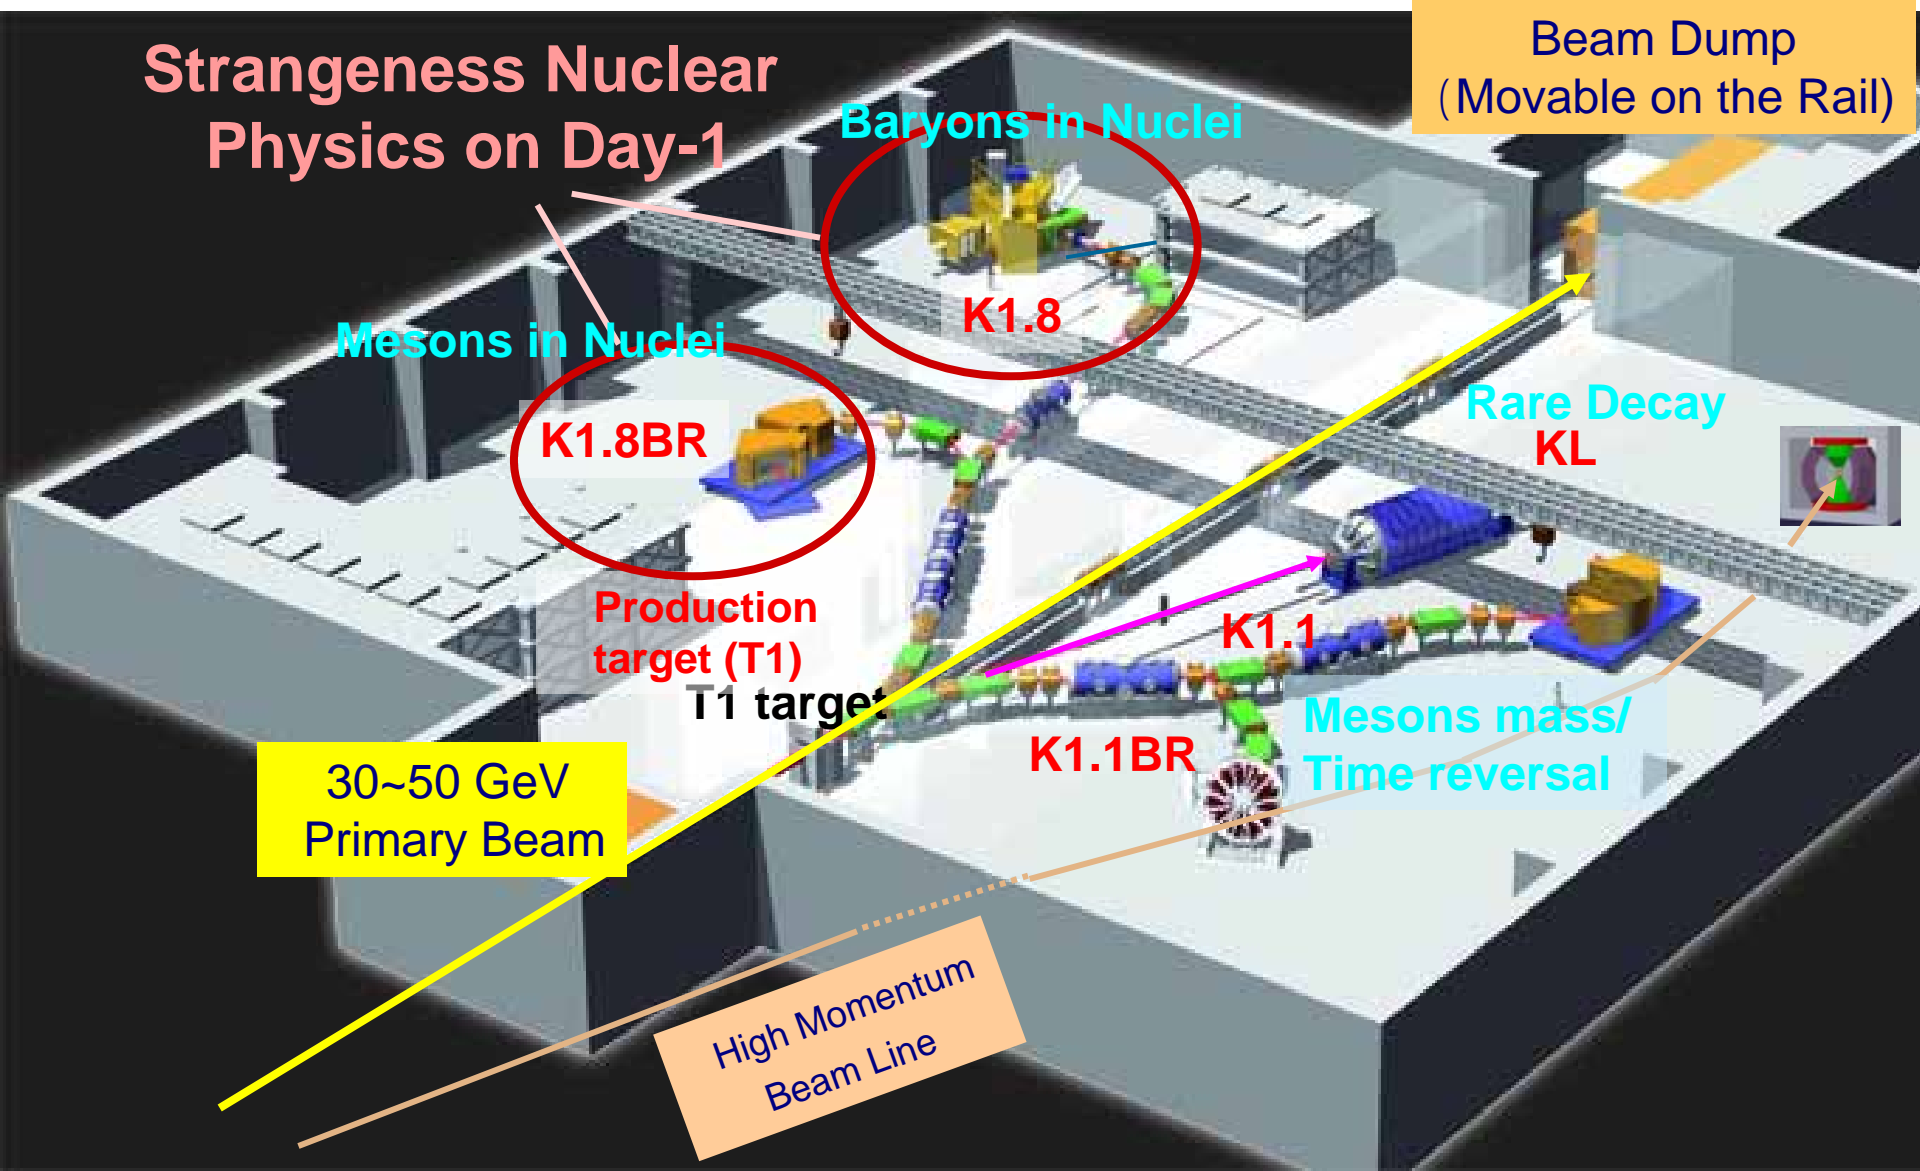 Strangeness Nuclear
Physics on Day-1
Beam Dump
(Movable on the Rail)
Baryons in Nuclei
K1.8
Mesons in Nuclei
K1.8BR
Rare Decay
KL
Production
target (T1)
T1 target
K1.1
K1.1BR
Mesons mass/
Time reversal
30~50 GeV
Primary Beam
High Momentum
Beam Line